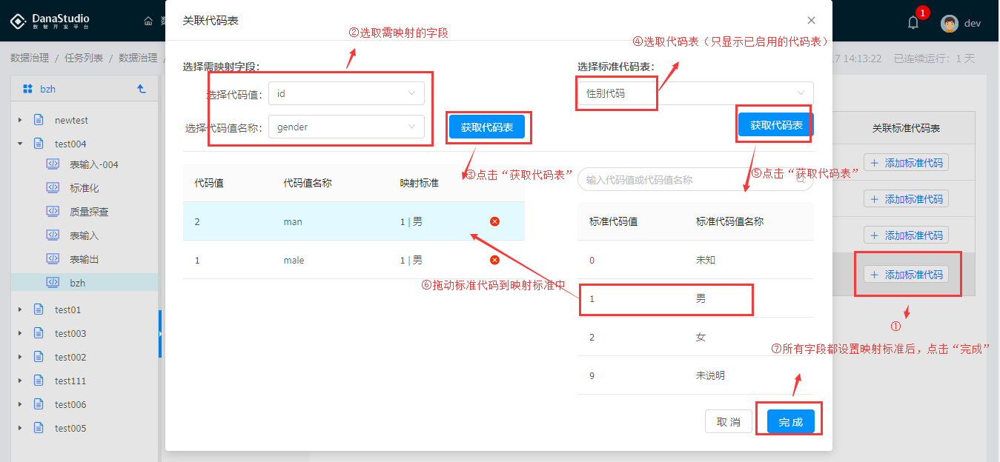 DanaStudio
数据开发平台
1
dev
数据治理 / 任务列表 / 数据治理 /
17 14:13:22 已连续运行: 1 天
bzh
newtest
test004
表输入-004
标准化
质量探查
表输入
表输出
bzh
test01
test003
test002
test111
test006
test005
关联代码表
②选取需映射的字段
④选取代码表（只显示已启用的代码表）
选择需映射字段:
选择代码值: id
选择代码值名称: gender
获取代码表
③点击“获取代码表”
选择标准代码表:
性别代码
获取代码表
⑤点击“获取代码表”
代码值 代码值名称 映射标准
2 man 1 | 男
1 male 1 | 男
⑥拖动标准代码到映射标准中
输入代码值或代码值名称
标准代码值 标准代码值名称
0 未知
1 男
2 女
9 未说明
取 消
完 成
⑦所有字段都设置映射标准后，点击“完成”
关联标准代码表
+ 添加标准代码
+ 添加标准代码
+ 添加标准代码
+ 添加标准代码
①